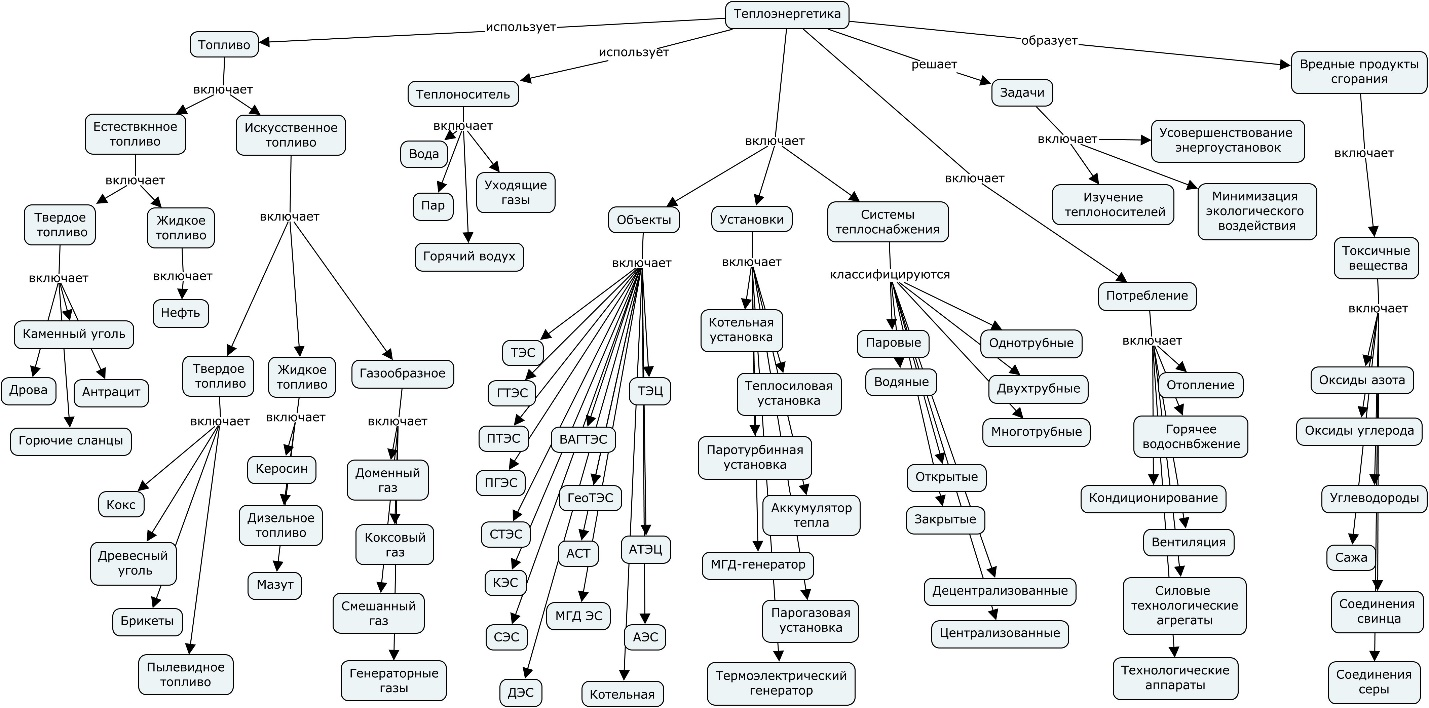 Теплоэнергетика
использует
Топливо
включает
Естествкнное
топливо
включает
Твердое
топливо
включает
Каменный уголь
Дрова
Антрацит
Горючие сланцы
Жидкое
топливо
включает
Нефть
Искусственное
топливо
включает
Твердое
топливо
включает
Кокс
Древесный
уголь
Брикеты
Пылевидное
топливо
Жидкое
топливо
включает
Керосин
Дизельное
топливо
Мазут
Газообразное
включает
Доменный
газ
Коксовый
газ
Смешанный
газ
Генераторные
газы
использует
Теплоноситель
включает
Вода
Пар
Уходящие
газы
Горячий водух
включает
Объекты
включает
ТЭС
ГТЭС
ПТЭС
ПГЭС
СТЭС
КЭС
СЭС
ДЭС
ВАГТЭС
ГеоТЭС
АСТ
МГД ЭС
ТЭЦ
АТЭЦ
АЭС
Котельная
Установки
включает
Котельная
установка
Теплосиловая
установка
Паротурбинная
установка
Аккумулятор
тепла
МГД-генератор
Парогазовая
установка
Термоэлектрический
генератор
Системы
теплоснабжения
классифицируются
Паровые
Водяные
Однотрубные
Двухтрубные
Многотрубные
Открытые
Закрытые
Децентрализованные
Централизованные
включает
Потребление
включает
Отопление
Горячее
водоснвбжение
Кондиционирование
Вентиляция
Силовые
технологические
агрегаты
Технологические
аппараты
решает
Задачи
включает
Усовершенствование
энергоустановок
Изучение
теплоносителей
Минимизация
экологического
воздействия
образует
Вредные продукты
сгорания
включает
Токсичные
вещества
включает
Оксиды азота
Оксиды углерода
Углеводороды
Сажа
Соединения
свинца
Соединения
серы